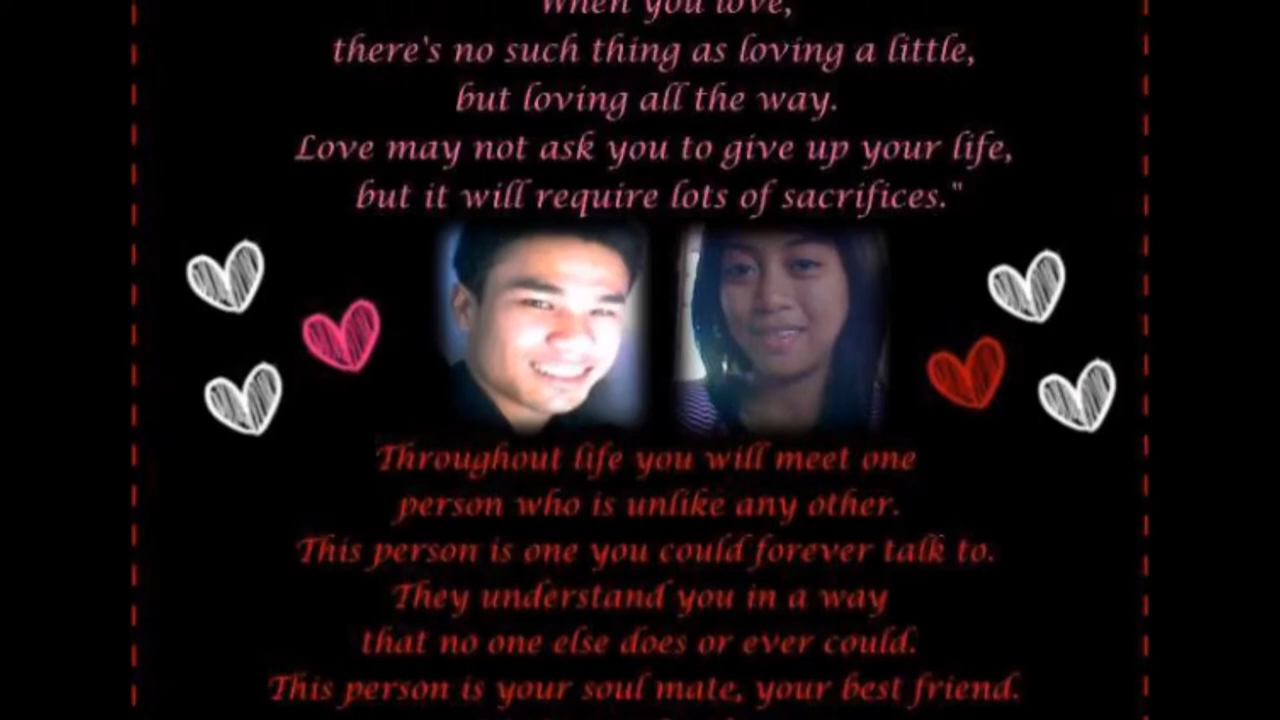 When you love,
there's no such thing as loving a little,
but loving all the way.
Love may not ask you to give up your life,
but it will require lots of sacrifices."
Throughout life you will meet one
person who is unlike any other.
This person is one you could forever talk to.
They understand you in a way
that no one else does or ever could.
This person is your soul mate, your best friend.